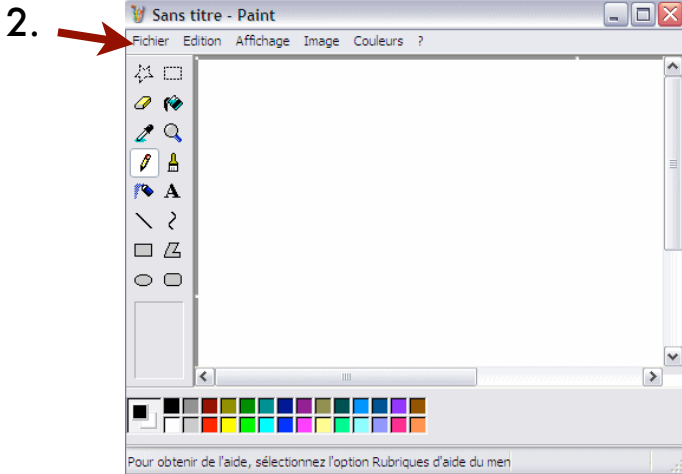 2.
Sans titre - Paint
Fichier Edition Affichage Image Couleurs ?
A
Pour obtenir de l'aide, sélectionnez l'option Rubriques d'aide du men